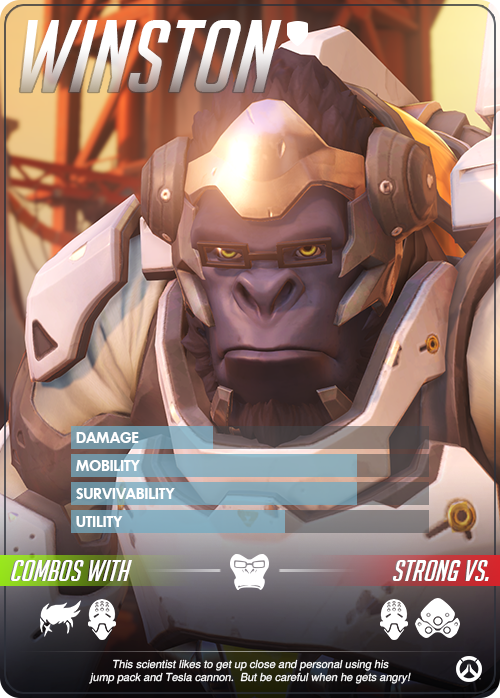 WINSTON
DAMAGE
MOBILITY
SURVIVABILITY
UTILITY
COMBOS WITH
STRONG VS.
This scientist likes to get up close and personal using his
jump pack and Tesla cannon. But be careful when he gets angry!